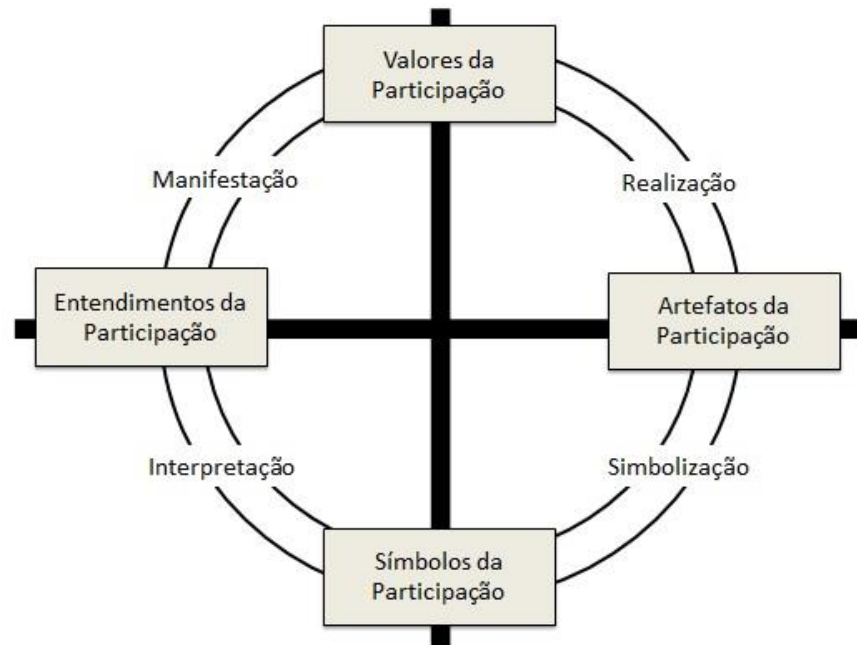 Valores da
Participação
Manifestação
Realização
Entendimentos da
Participação
Artefatos da
Participação
Interpretação
Simbolização
Símbolos da
Participação